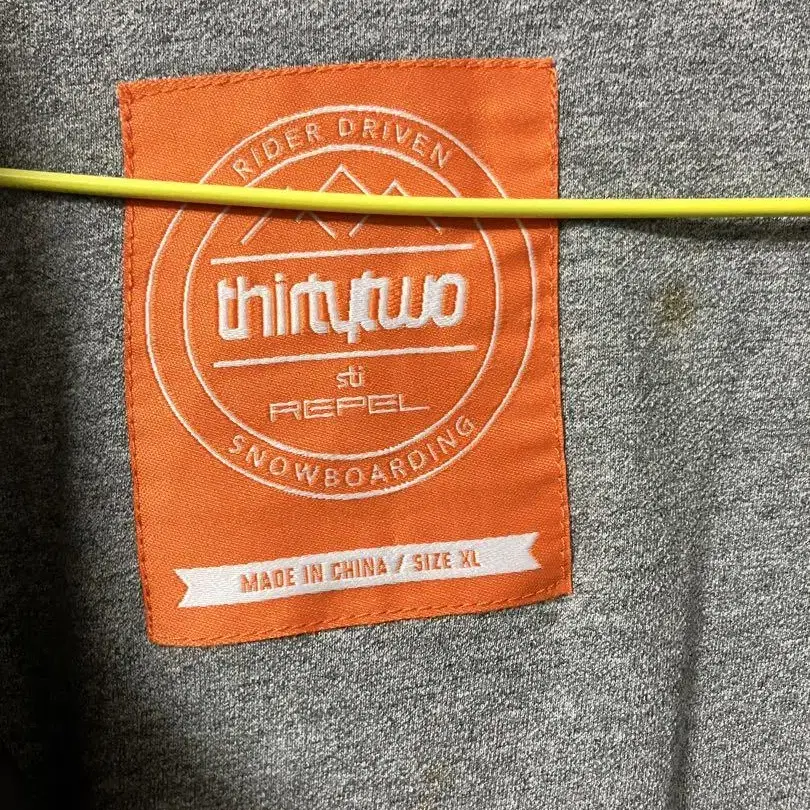 RIDER DRIVEN
thirtytwo
sti
REPEL
SNOWBOARDING
MADE IN CHINA / SIZE XL